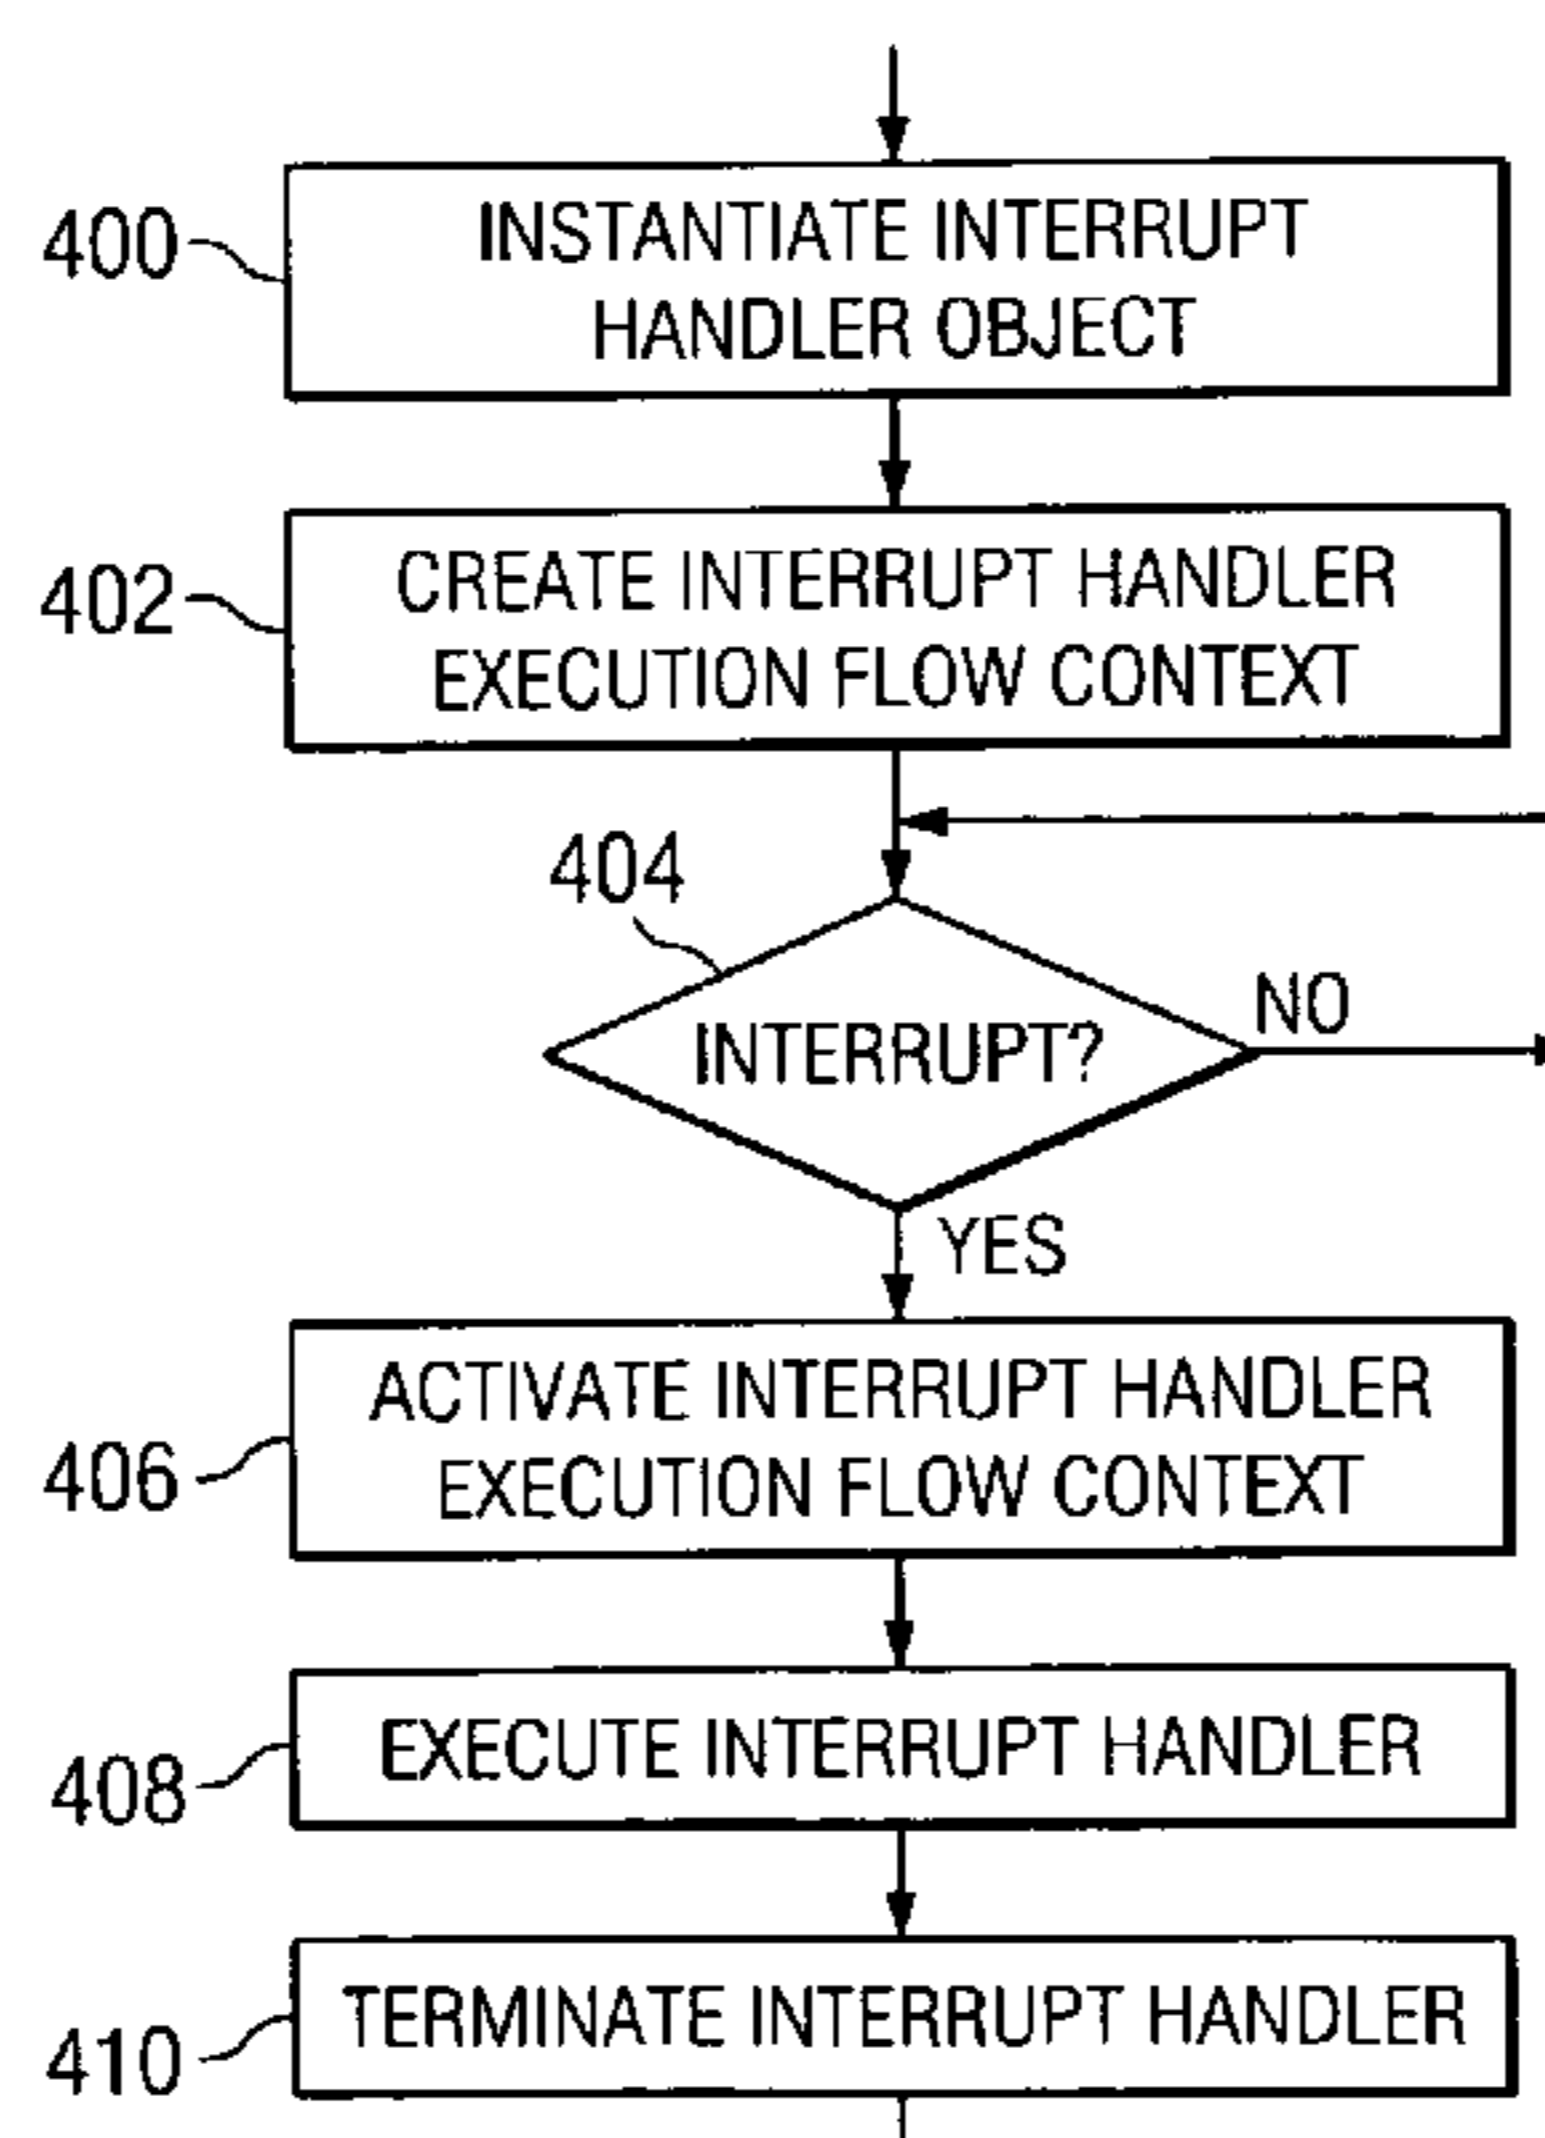 400
INSTANTIATE INTERRUPT
HANDLER OBJECT
402
CREATE INTERRUPT HANDLER
EXECUTION FLOW CONTEXT
404
INTERRUPT?
NO
YES
406
ACTIVATE INTERRUPT HANDLER
EXECUTION FLOW CONTEXT
408
EXECUTE INTERRUPT HANDLER
410
TERMINATE INTERRUPT HANDLER